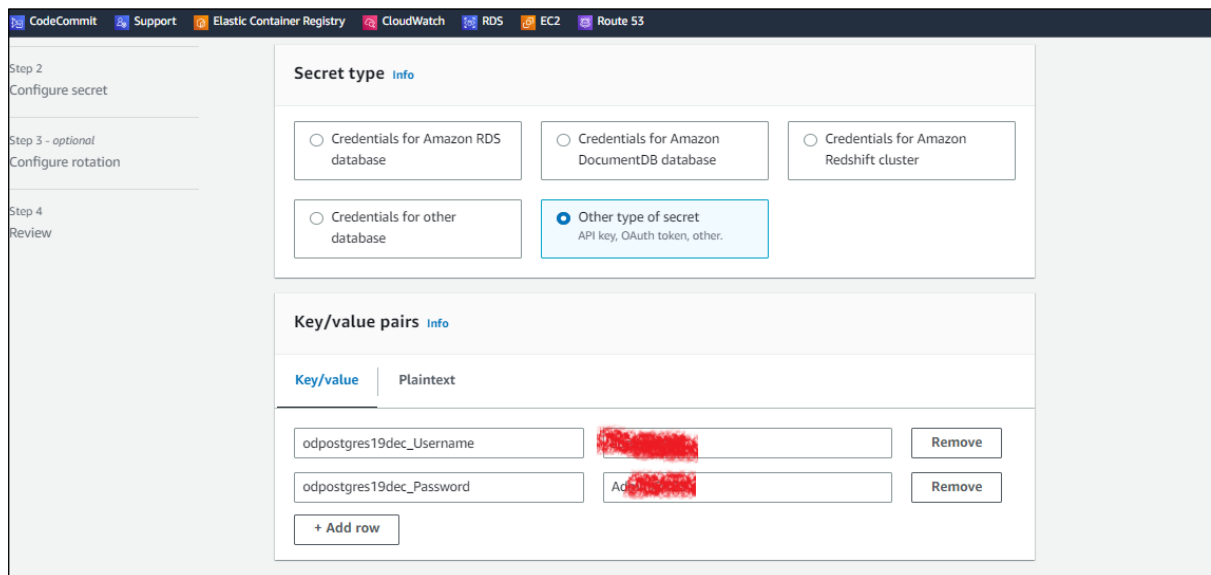 CodeCommit Support Elastic Container Registry CloudWatch RDS EC2 Route 53
Step 2
Configure secret
Step 3 - optional
Configure rotation
Step 4
Review
Secret type Info
Credentials for Amazon RDS
database
Credentials for Amazon
DocumentDB database
Credentials for Amazon
Redshift cluster
Credentials for other
database
Other type of secret
API key, OAuth token, other.
Key/value pairs Info
Key/value Plaintext
odpostgres19dec_Username
Remove
odpostgres19dec_Password
Remove
+ Add row